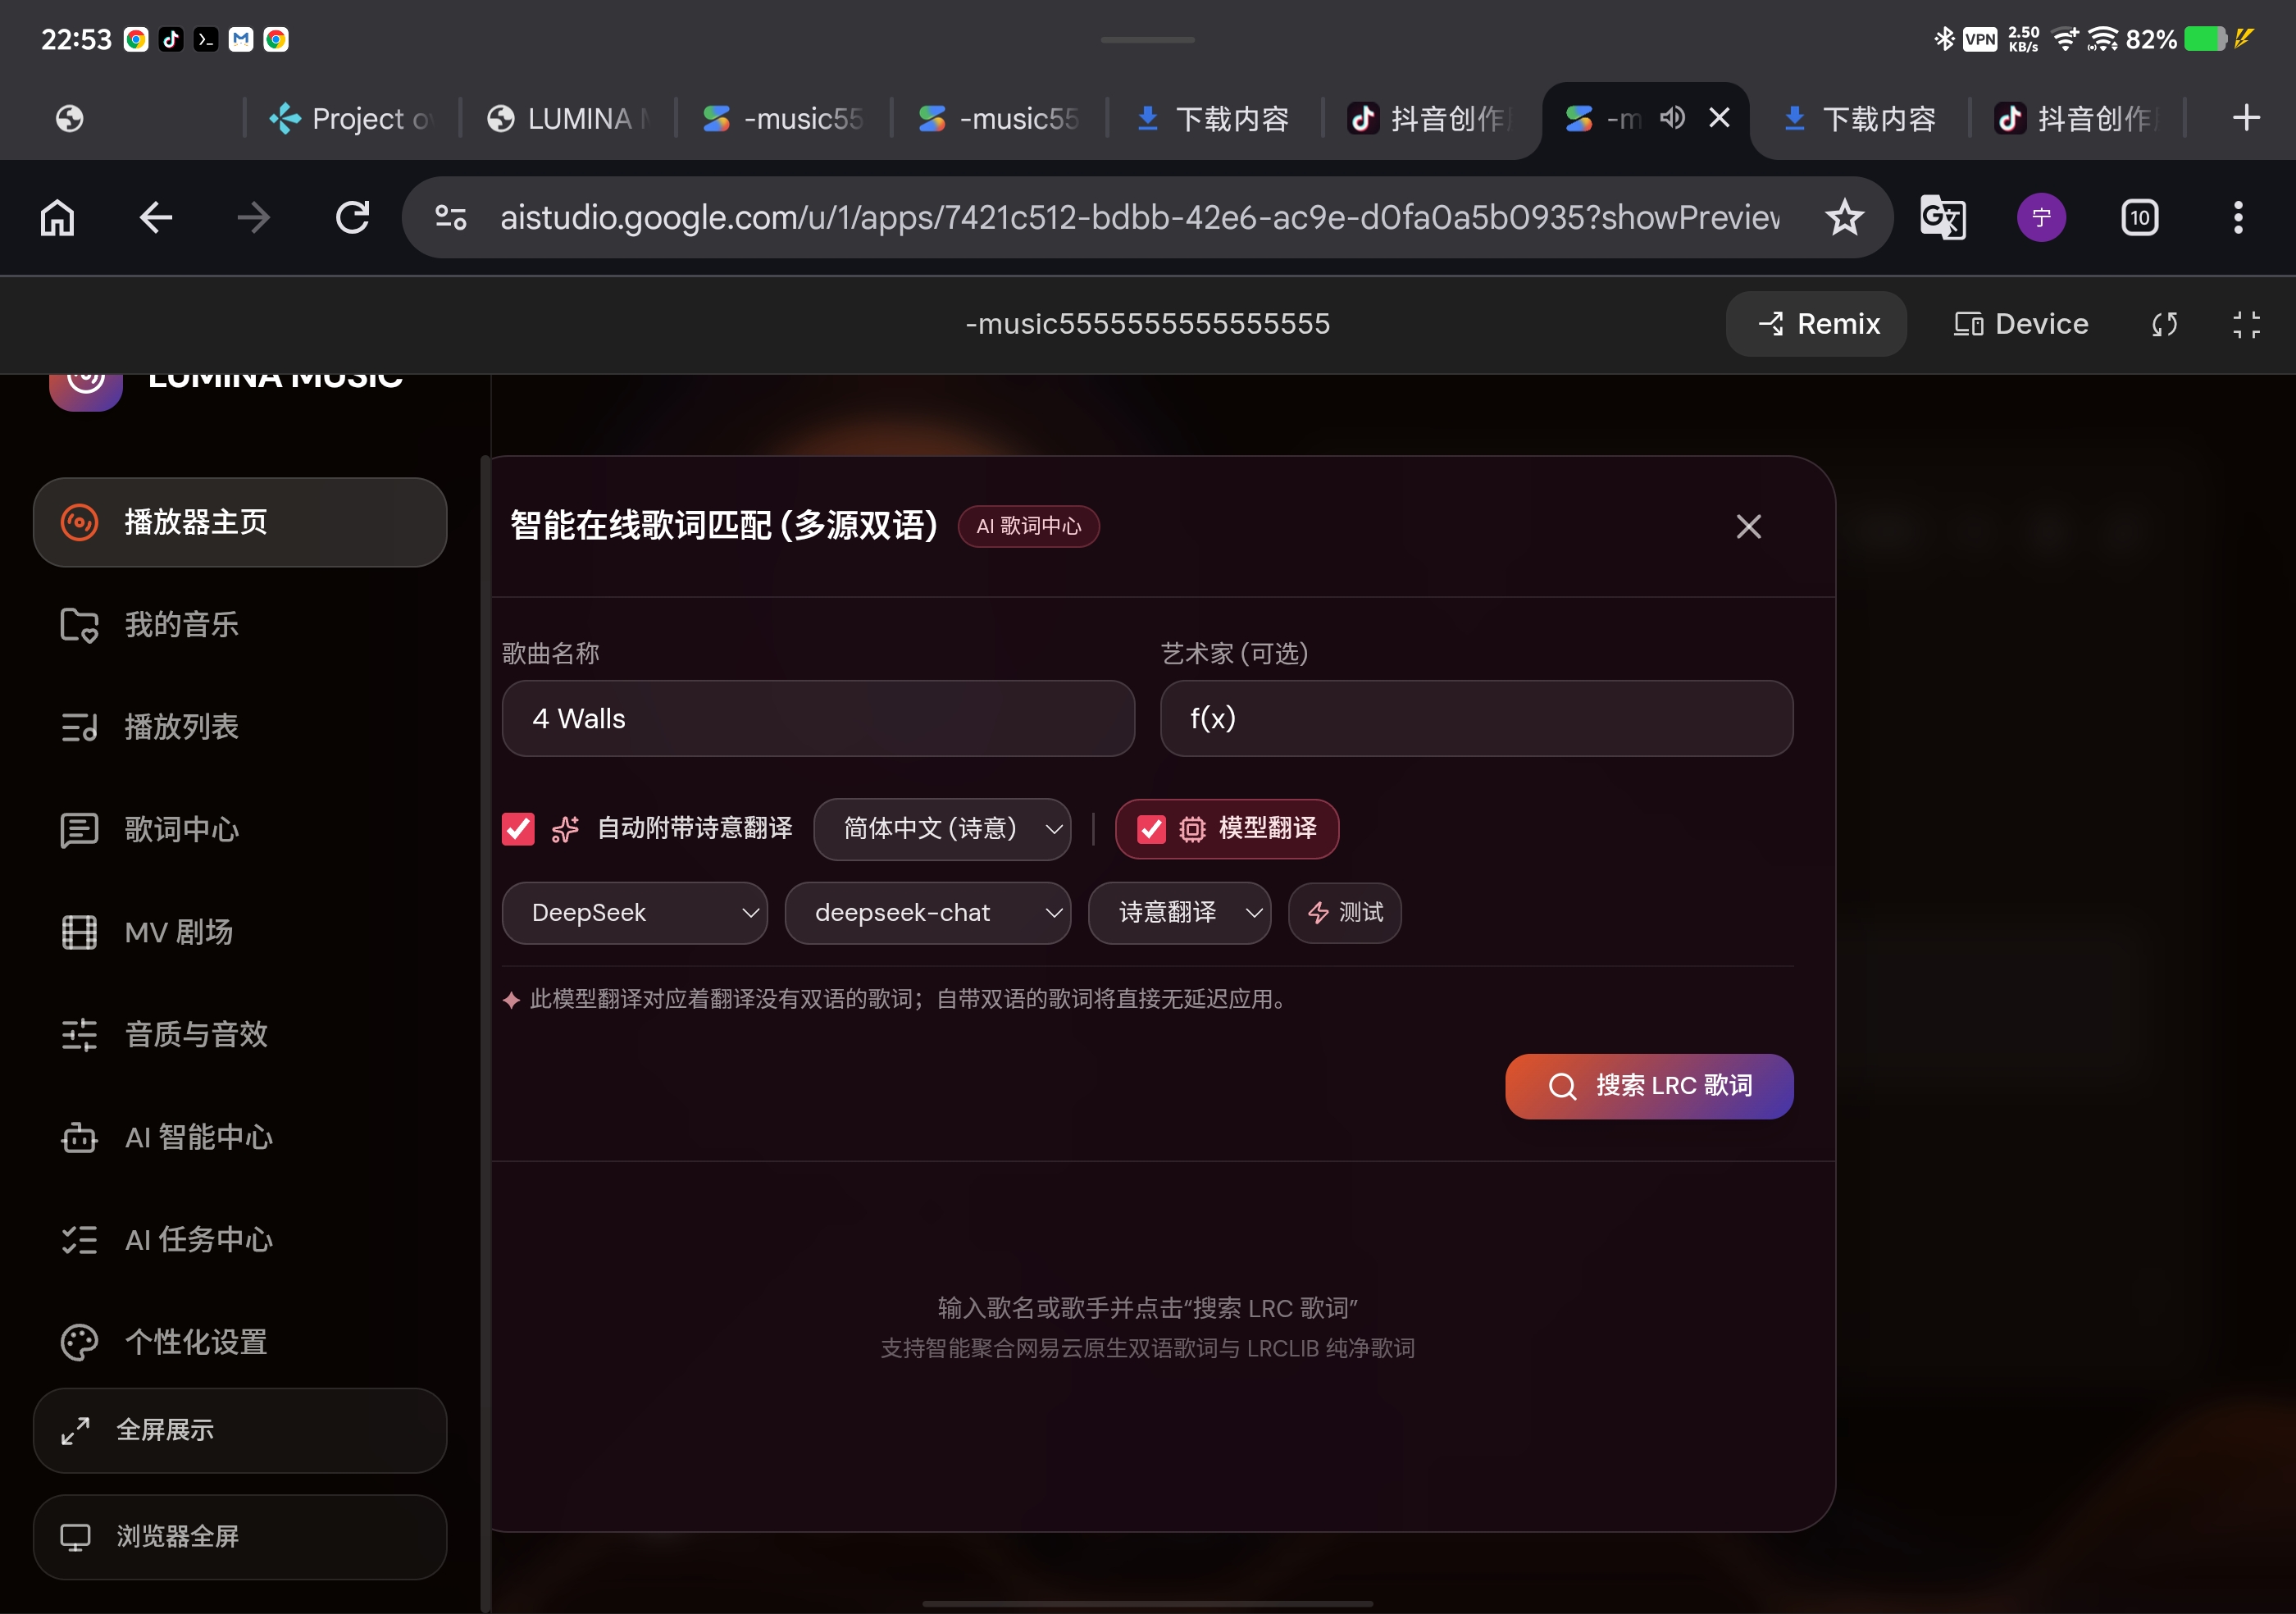 22:53
VPN 2.50 KB/s 82%
Project o
LUMINA M
-music55
-music55
下载内容
抖音创作
-m
下载内容
抖音创作
aistudio.google.com/u/1/apps/7421c512-bdbb-42e6-ac9e-d0fa0a5b0935?showPreview
宁
10
-music5555555555555555
Remix
Device
LUMINA MUSIC
播放器主页
我的音乐
播放列表
歌词中心
MV 剧场
音质与音效
AI 智能中心
AI 任务中心
个性化设置
全屏展示
浏览器全屏
智能在线歌词匹配 (多源双语) AI 歌词中心
歌曲名称 艺术家 (可选)
4 Walls f(x)
自动附带诗意翻译 简体中文 (诗意) 模型翻译
DeepSeek deepseek-chat 诗意翻译 测试
✦ 此模型翻译对应着翻译没有双语的歌词；自带双语的歌词将直接无延迟应用。
搜索 LRC 歌词
输入歌名或歌手并点击“搜索 LRC 歌词”
支持智能聚合网易云原生双语歌词与 LRCLIB 纯净歌词